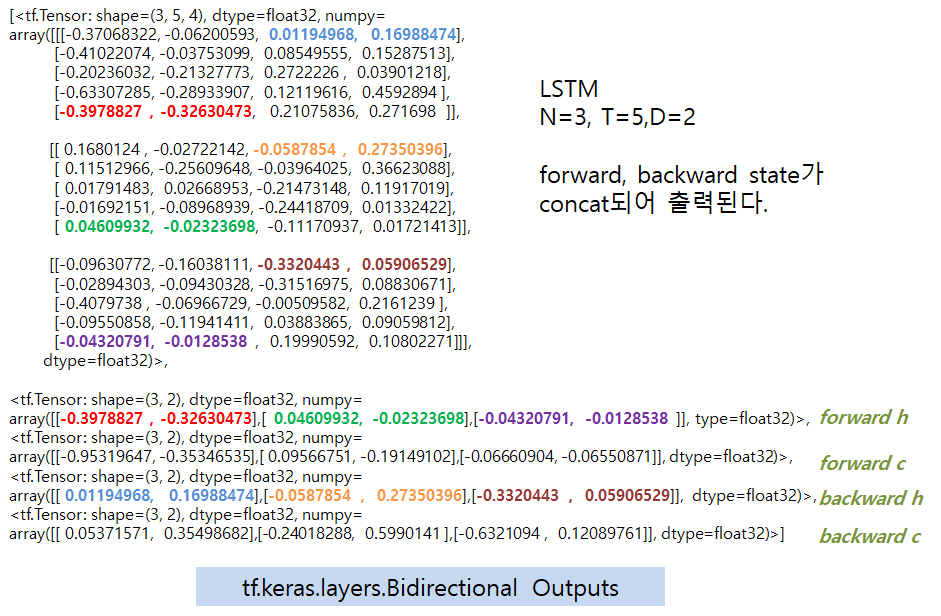 [<tf.Tensor: shape=(3, 5, 4), dtype=float32, numpy=
array([[[-0.37068322, -0.06200593, 0.01194968, 0.16988474],
[-0.41022074, -0.03753099, 0.08549555, 0.15287513],
[-0.20236032, -0.21327773, 0.2722226 , 0.03901218],
[-0.63307285, -0.28933907, 0.12119616, 0.4592894 ],
[-0.3978827 , -0.32630473, 0.21075836, 0.271698 ]],
[[ 0.1680124 , -0.02722142, -0.0587854 , 0.27350396],
[ 0.11512966, -0.25609648, -0.03964025, 0.36623088],
[ 0.01791483, 0.02668953, -0.21473148, 0.11917019],
[-0.01692151, -0.08968939, -0.24418709, 0.01332422],
[ 0.04609932, -0.02323698, -0.11170937, 0.01721413]],
[[-0.09630772, -0.16038111, -0.3320443 , 0.05906529],
[-0.02894303, -0.09430328, -0.31516975, 0.08830671],
[-0.4079738 , -0.06966729, -0.00509582, 0.2161239 ],
[-0.09550858, -0.11941411, 0.03883865, 0.09059812],
[-0.04320791, -0.0128538 , 0.19990592, 0.10802271]]],
dtype=float32)>,
LSTM
N=3, T=5,D=2
forward, backward state가
concat되어 출력된다.
<tf.Tensor: shape=(3, 2), dtype=float32, numpy=
array([[-0.3978827 , -0.32630473],[ 0.04609932, -0.02323698],[-0.04320791, -0.0128538 ]], type=float32)>, forward h
<tf.Tensor: shape=(3, 2), dtype=float32, numpy=
array([[-0.95319647, -0.35346535],[ 0.09566751, -0.19149102],[-0.06660904, -0.06550871]], dtype=float32)>, forward c
<tf.Tensor: shape=(3, 2), dtype=float32, numpy=
array([[ 0.01194968, 0.16988474],[-0.0587854 , 0.27350396],[-0.3320443 , 0.05906529]], dtype=float32)>, backward h
<tf.Tensor: shape=(3, 2), dtype=float32, numpy=
array([[ 0.05371571, 0.35498682],[-0.24018288, 0.5990141 ],[-0.6321094 , 0.12089761]], dtype=float32)>] backward c
tf.keras.layers.Bidirectional Outputs